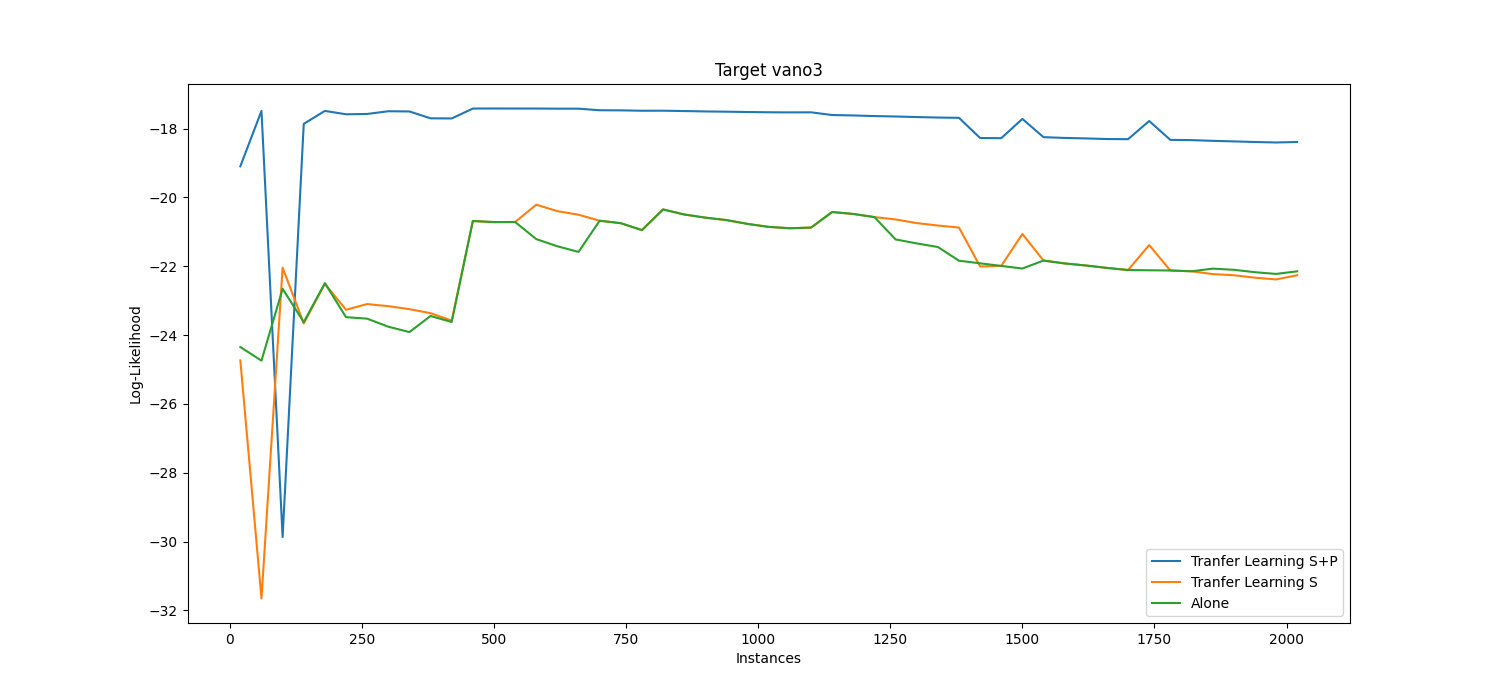 Target vano3
Log-Likelihood
−18
−20
−22
−24
−26
−28
−30
−32
0 250 500 750 1000 1250 1500 1750 2000
Instances
Tranfer Learning S+P
Tranfer Learning S
Alone